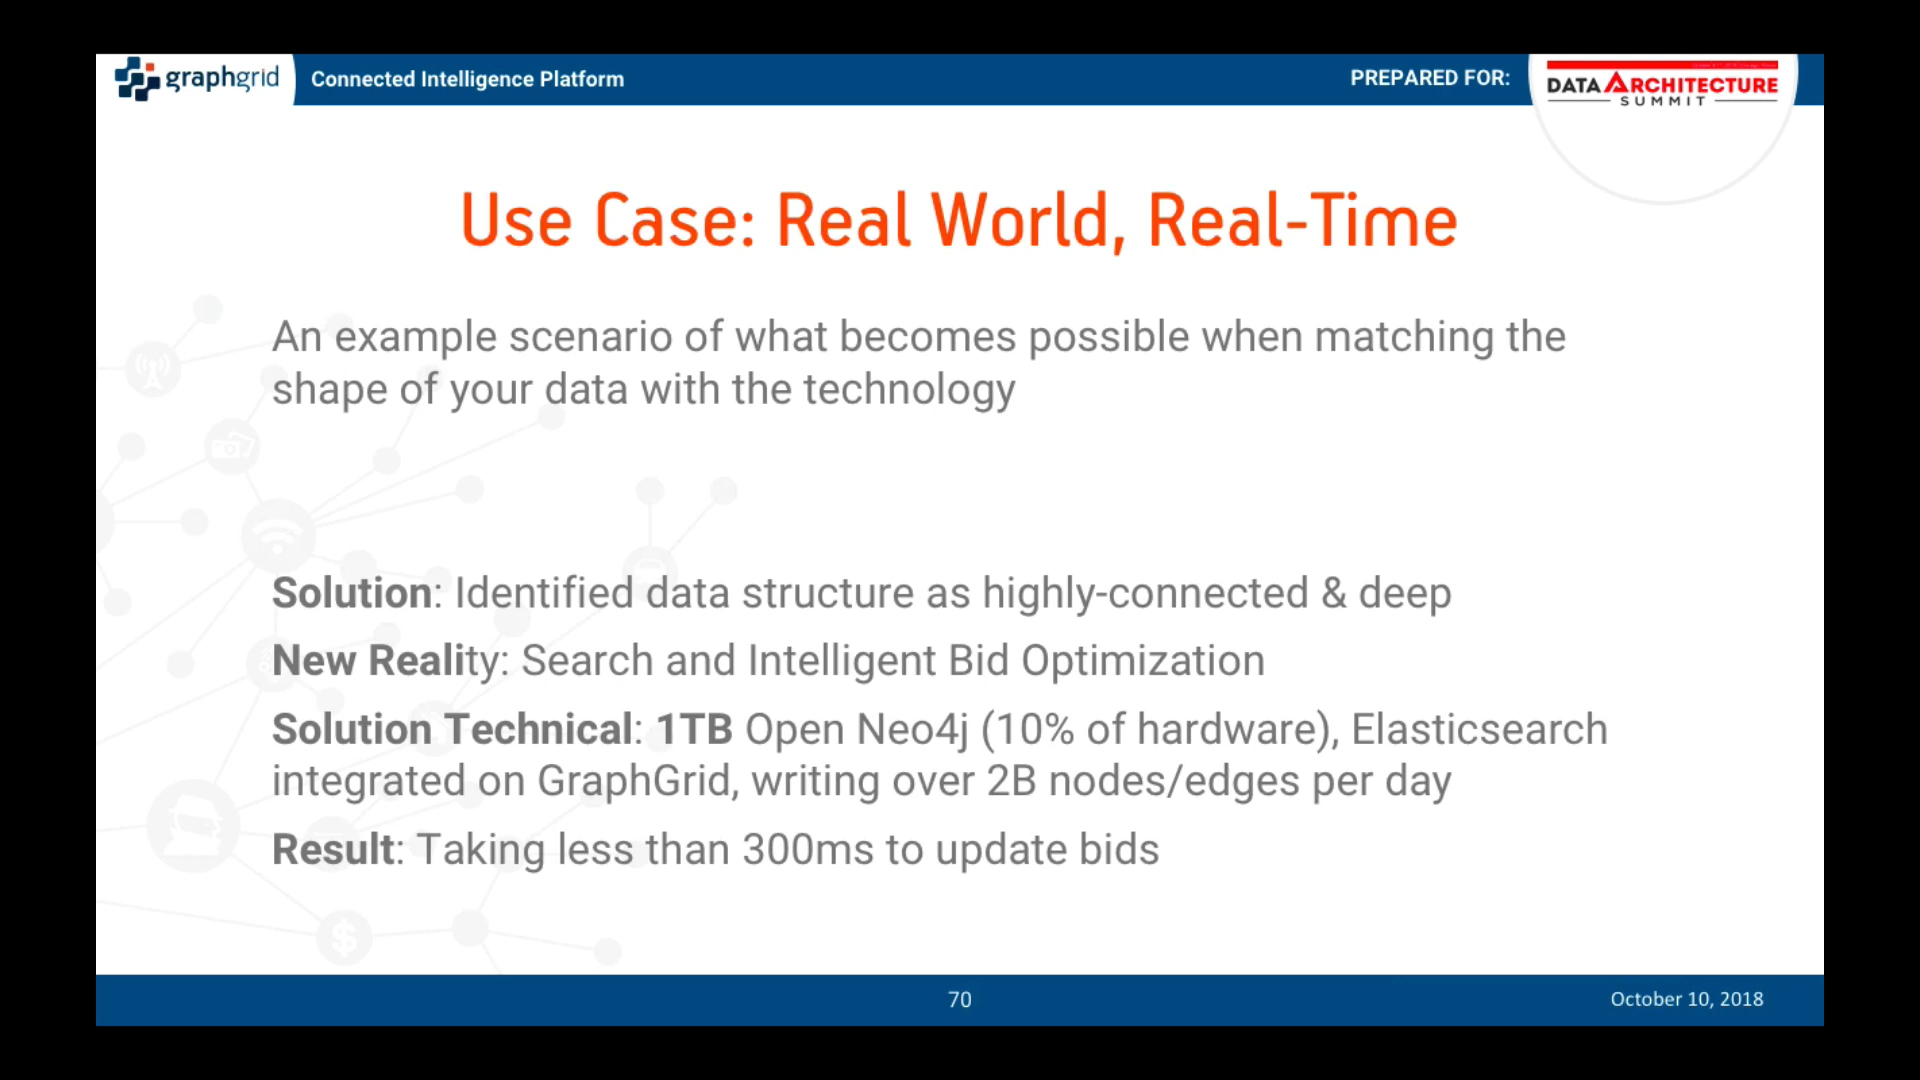 graphgrid
Connected Intelligence Platform
PREPARED FOR:
DATA ARCHITECTURE
SUMMIT
Use Case: Real World, Real-Time
An example scenario of what becomes possible when matching the
shape of your data with the technology
Solution: Identified data structure as highly-connected & deep
New Reality: Search and Intelligent Bid Optimization
Solution Technical: 1TB Open Neo4j (10% of hardware), Elasticsearch
integrated on GraphGrid, writing over 2B nodes/edges per day
Result: Taking less than 300ms to update bids
70
October 10, 2018